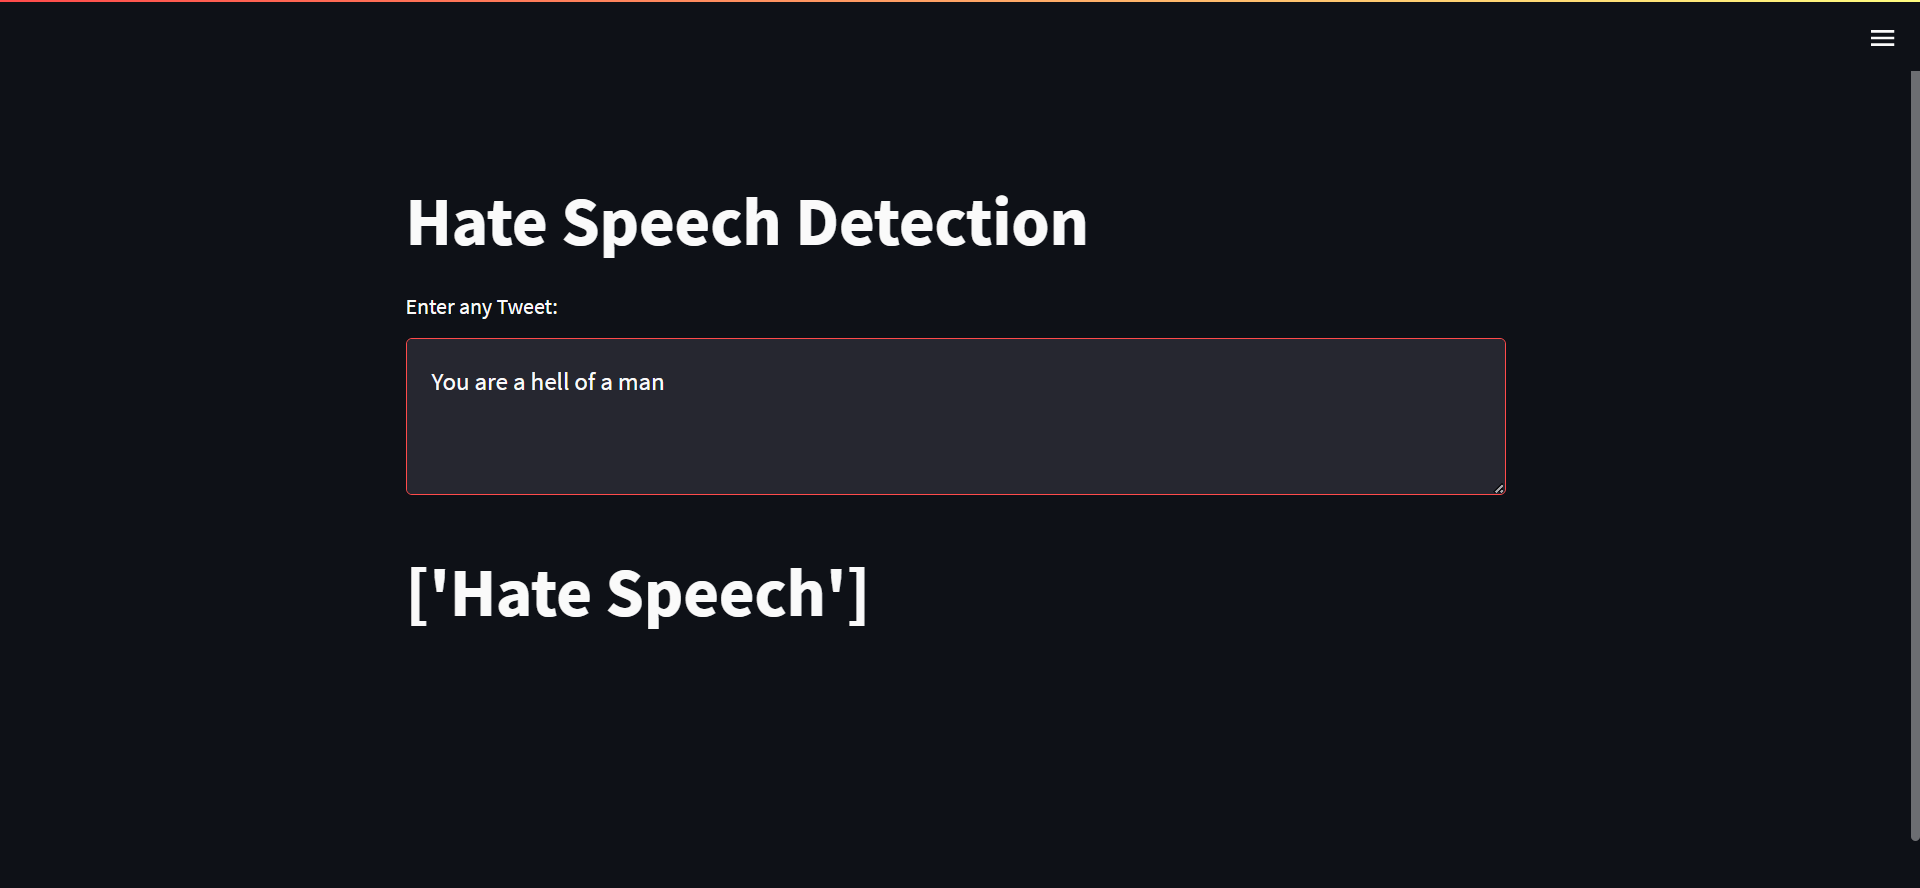 Hate Speech Detection
Enter any Tweet:
You are a hell of a man
['Hate Speech']